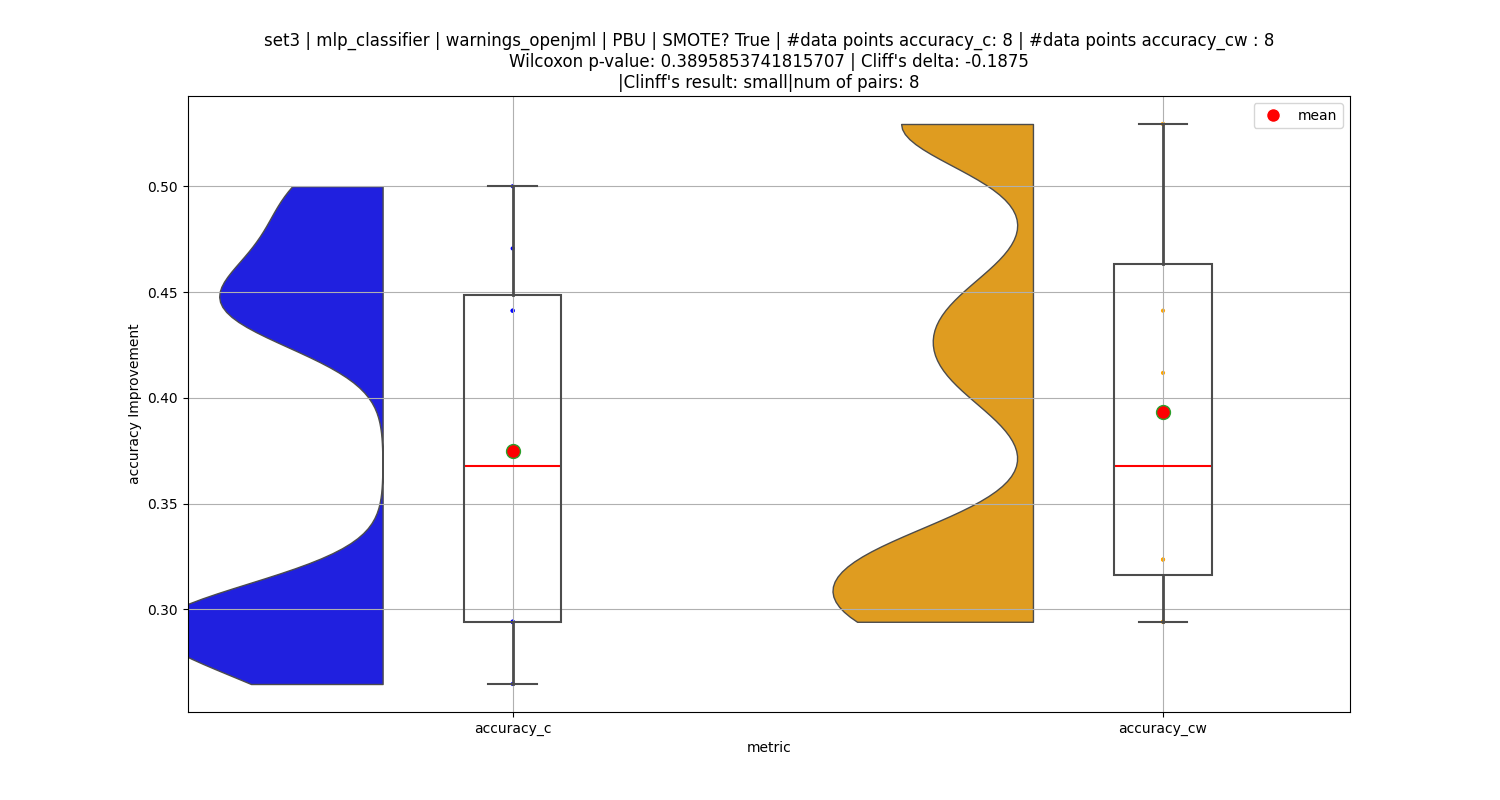 set3 | mlp_classifier | warnings_openjml | PBU | SMOTE? True | #data points accuracy_c: 8 | #data points accuracy_cw : 8
Wilcoxon p-value: 0.3895853741815707 | Cliff's delta: -0.1875
|Clinff's result: small|num of pairs: 8
mean
0.50
0.45
0.40
0.35
0.30
accuracy Improvement
accuracy_c
accuracy_cw
metric